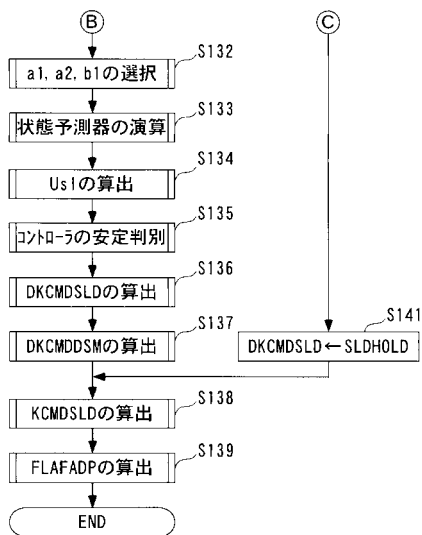 B
C
S132
a1, a2, b1の選択
S133
状態予測器の演算
S134
Uslの算出
S135
コントローラの安定判別
S136
DKCMDSLDの算出
S137
DKCMDDSMの算出
S141
DKCMDSLD←SLDHOLD
S138
KCMDSLDの算出
S139
FLAFADPの算出
END